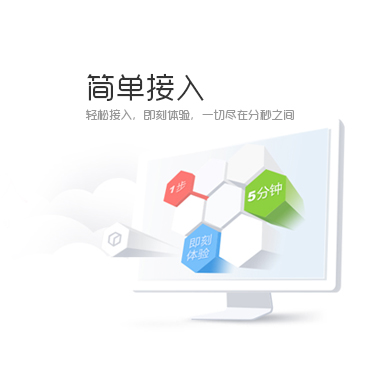 简单接入
轻松接入，即刻体验，一切尽在分秒之间
1步
5分钟
即刻
体验